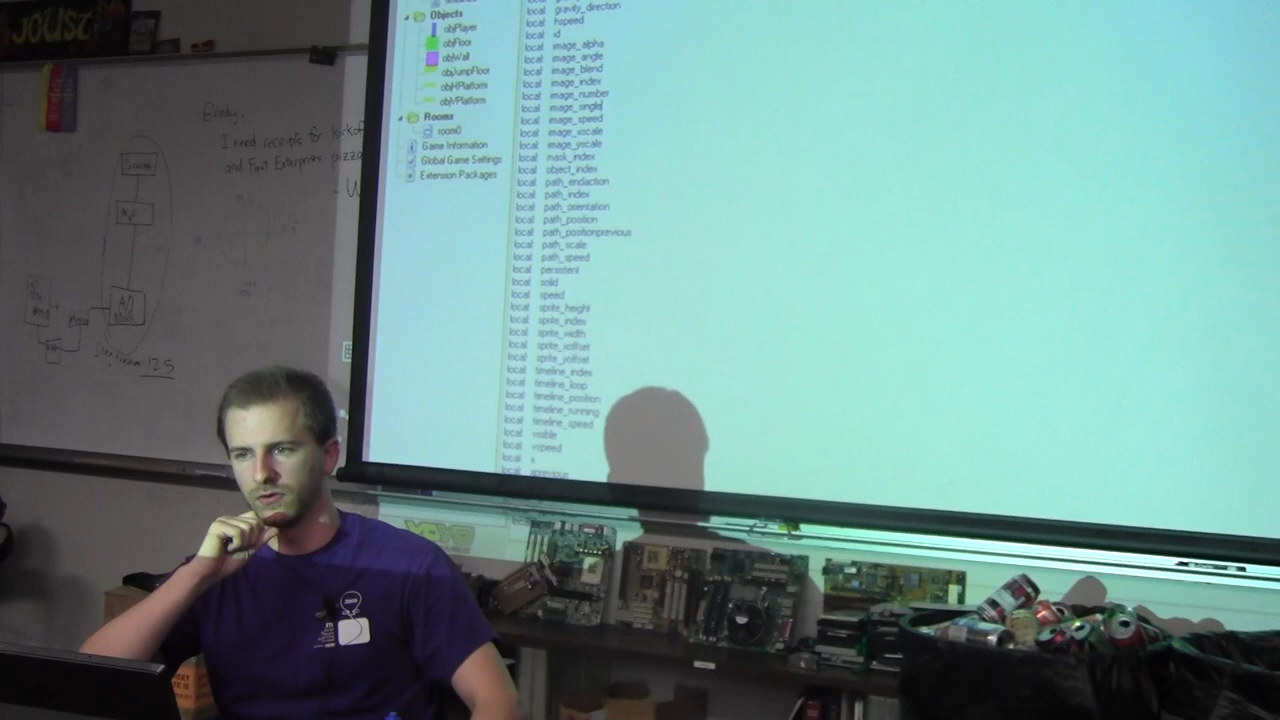 JOUST
Brody,
I need receipts for kickof
and Fast Enterprises pizza
- W
AD
125
Objects
objPlayer
objFloor
objWall
objJumpFloor
objHPlatform
objVPlatform
Rooms
room0
Game Information
Global Game Settings
Extension Packages
local: gravity_direction
local: hspeed
local: id
local: image_alpha
local: image_angle
local: image_blend
local: image_index
local: image_number
local: image_single
local: image_speed
local: image_xscale
local: image_yscale
local: mask_index
local: object_index
local: path_endaction
local: path_index
local: path_orientation
local: path_position
local: path_positionprevious
local: path_scale
local: path_speed
local: persistent
local: solid
local: speed
local: sprite_height
local: sprite_index
local: sprite_width
local: sprite_xoffset
local: sprite_yoffset
local: timeline_index
local: timeline_loop
local: timeline_position
local: timeline_running
local: timeline_speed
local: visible
local: vspeed
local: x
local: xprevious